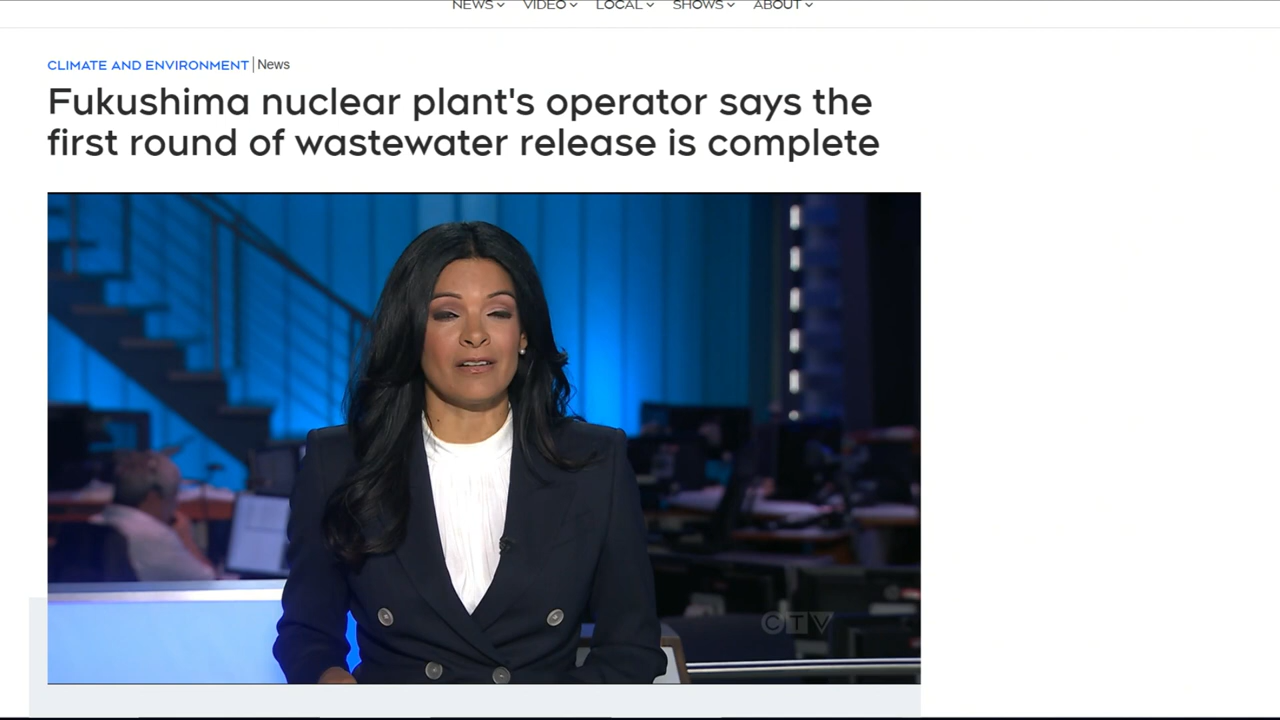 NEWS VIDEO LOCAL SHOWS ABOUT
CLIMATE AND ENVIRONMENT | News
Fukushima nuclear plant's operator says the
first round of wastewater release is complete
CTV